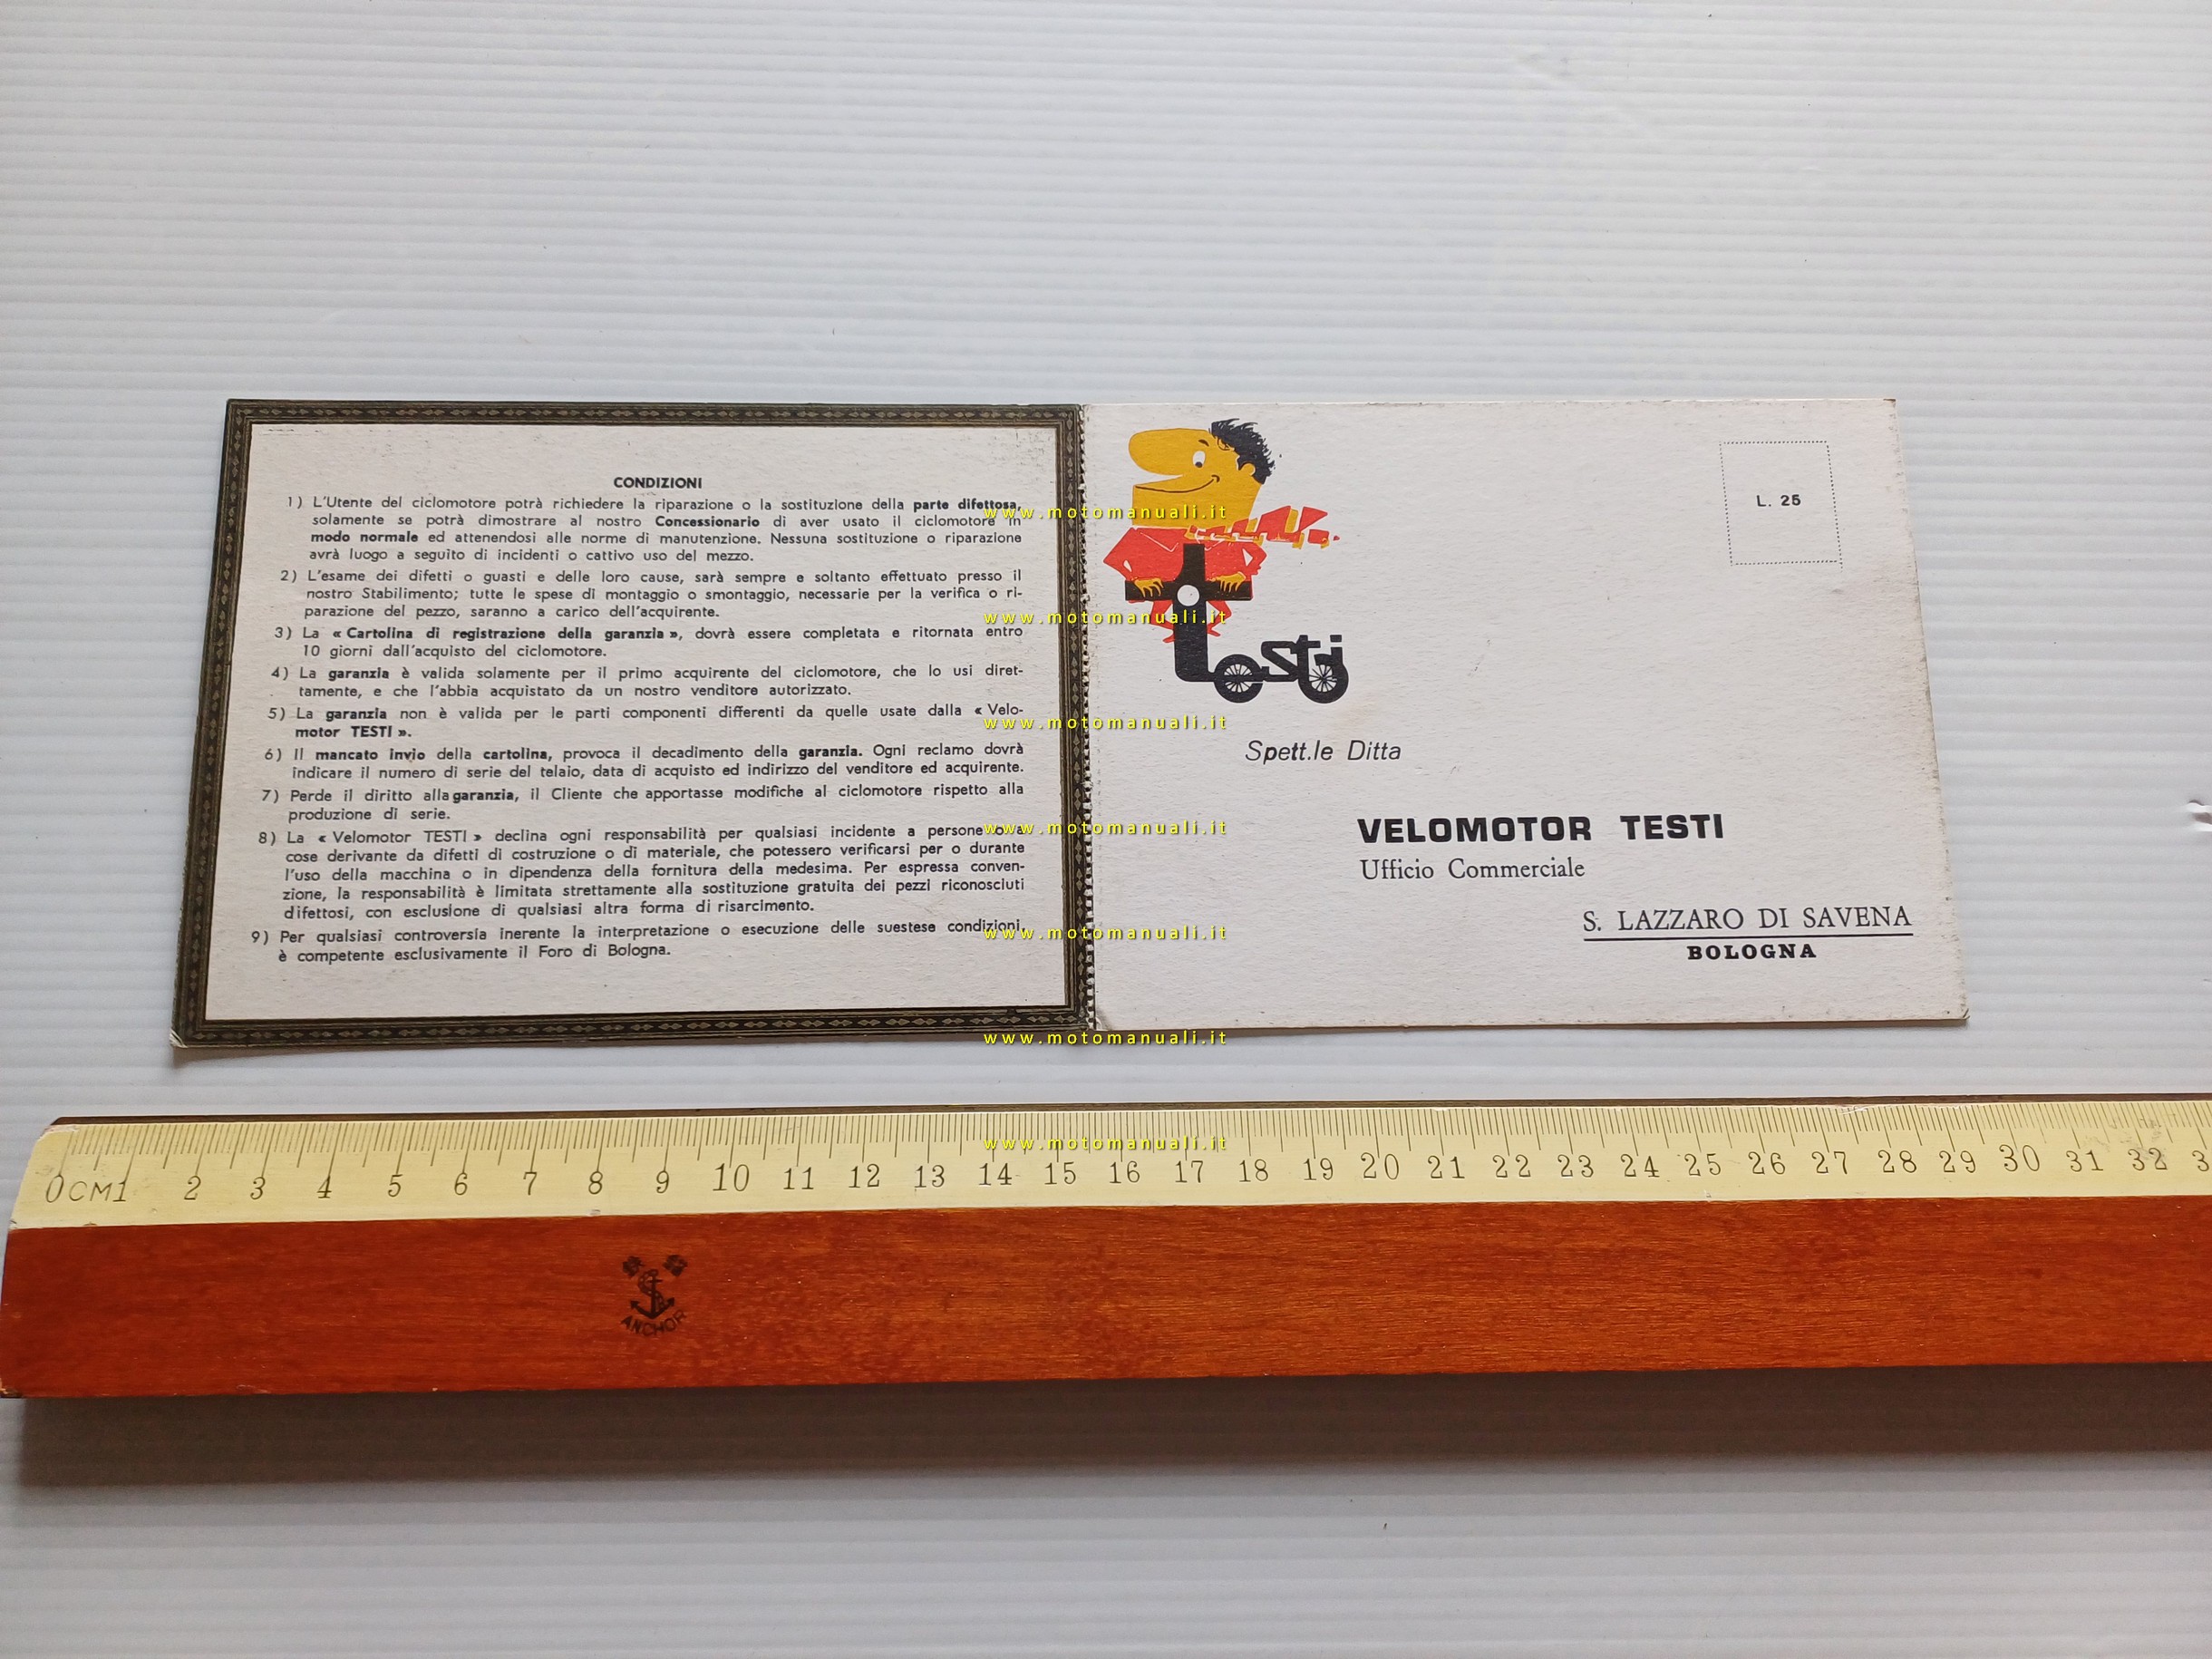 CONDIZIONI
1) L'Utente del ciclomotore potrà richiedere la riparazione o la sostituzione della parte difettosa,
solamente se potrà dimostrare al nostro Concessionario di aver usato il ciclomotore in
modo normale ed attenendosi alle norme di manutenzione. Nessuna sostituzione o riparazione
avrà luogo a seguito di incidenti o cattivo uso del mezzo.
2) L'esame dei difetti o guasti e delle loro cause, sarà sempre e soltanto effettuato presso il
nostro Stabilimento; tutte le spese di montaggio o smontaggio, necessarie per la verifica o ri-
parazione del pezzo, saranno a carico dell'acquirente.
3) La « Cartolina di registrazione della garanzia », dovrà essere completata e ritornata entro
10 giorni dall'acquisto del ciclomotore.
4) La garanzia è valida solamente per il primo acquirente del ciclomotore, che lo usi diret-
tamente, e che l'abbia acquistato da un nostro venditore autorizzato.
5) La garanzia non è valida per le parti componenti differenti da quelle usate dalla « Velo-
motor TESTI ».
6) Il mancato invio della cartolina, provoca il decadimento della garanzia. Ogni reclamo dovrà
indicare il numero di serie del telaio, data di acquisto ed indirizzo del venditore ed acquirente.
7) Perde il diritto alla garanzia, il Cliente che apportasse modifiche al ciclomotore rispetto alla
produzione di serie.
8) La « Velomotor TESTI » declina ogni responsabilità per qualsiasi incidente a persone o a
cose derivante da difetti di costruzione o di materiale, che potessero verificarsi per o durante
l'uso della macchina o in dipendenza della fornitura della medesima. Per espressa conven-
zione, la responsabilità è limitata strettamente alla sostituzione gratuita dei pezzi riconosciuti
difettosi, con esclusione di qualsiasi altra forma di risarcimento.
9) Per qualsiasi controversia inerente la interpretazione o esecuzione delle suestese condizioni,
è competente esclusivamente il Foro di Bologna.
Testi
L. 25
Spett.le Ditta
VELOMOTOR TESTI
Ufficio Commerciale
S. LAZZARO DI SAVENA
BOLOGNA
www.motomanuali.it
www.motomanuali.it
www.motomanuali.it
www.motomanuali.it
www.motomanuali.it
www.motomanuali.it
www.motomanuali.it
0CM1 2 3 4 5 6 7 8 9 10 11 12 13 14 15 16 17 18 19 20 21 22 23 24 25 26 27 28 29 30 31 32 3
ANCHOR